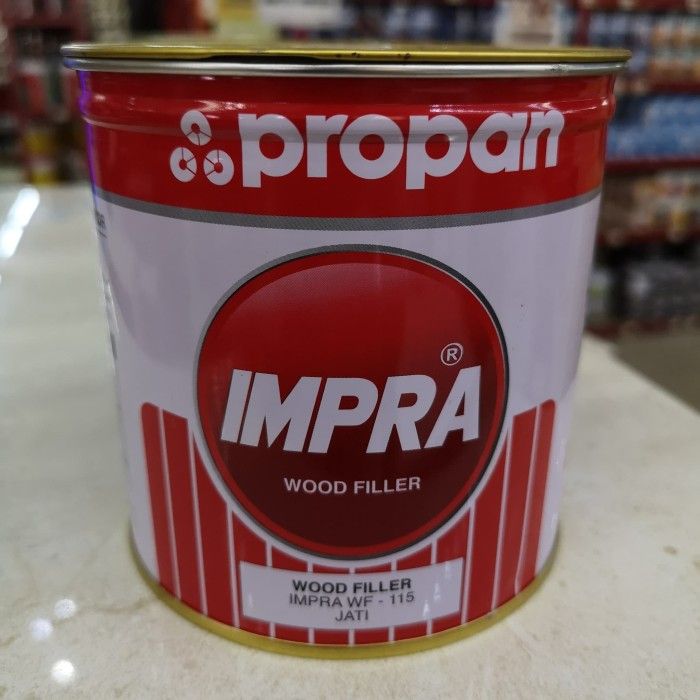 propan
IMPRA®
WOOD FILLER
WOOD FILLER
IMPRA WF - 115
JATI